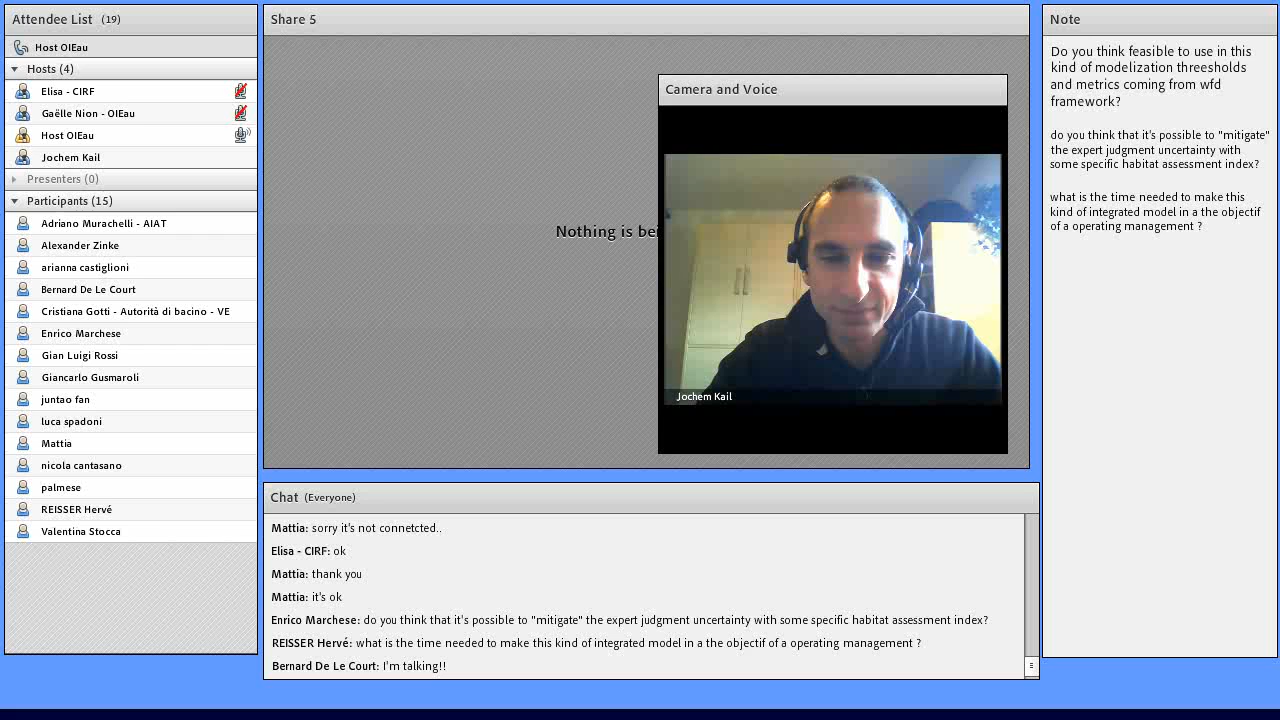 Attendee List (19)
Host OIEau
Hosts (4)
Elisa - CIRF
Gaëlle Nion - OIEau
Host OIEau
Jochem Kail
Presenters (0)
Participants (15)
Adriano Murachelli - AIAT
Alexander Zinke
arianna castiglioni
Bernard De Le Court
Cristiana Gotti - Autorità di bacino - VE
Enrico Marchese
Gian Luigi Rossi
Giancarlo Gusmaroli
juntao fan
luca spadoni
Mattia
nicola cantasano
palmese
REISSER Hervé
Valentina Stocca
Share 5
Nothing is bei
Camera and Voice
Jochem Kail
Chat (Everyone)
Mattia: sorry it's not connetcted..
Elisa - CIRF: ok
Mattia: thank you
Mattia: it's ok
Enrico Marchese: do you think that it's possible to "mitigate" the expert judgment uncertainty with some specific habitat assessment index?
REISSER Hervé: what is the time needed to make this kind of integrated model in a the objectif of a operating management ?
Bernard De Le Court: I'm talking!!
Note
Do you think feasible to use in this
kind of modelization threesholds
and metrics coming from wfd
framework?
do you think that it's possible to "mitigate"
the expert judgment uncertainty with
some specific habitat assessment index?
what is the time needed to make this
kind of integrated model in a the objectif
of a operating management ?